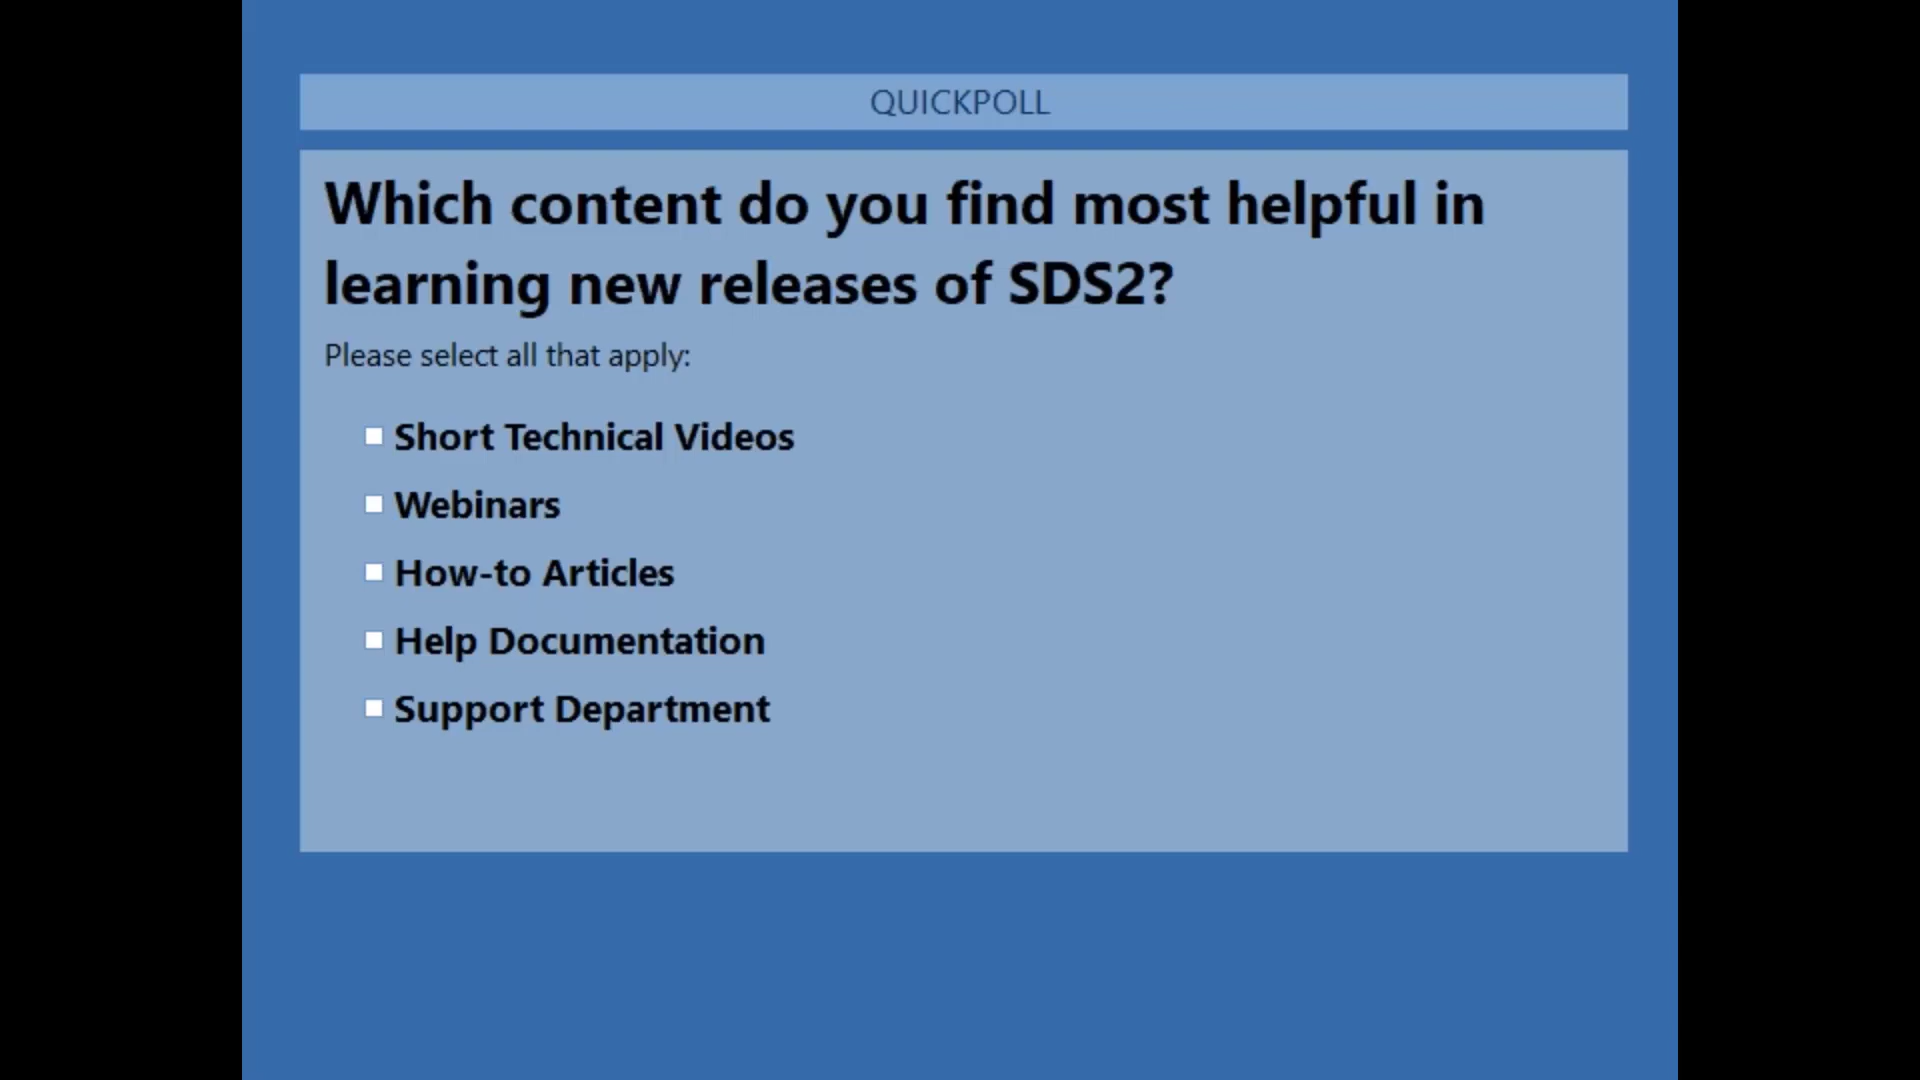 QUICKPOLL
Which content do you find most helpful in
learning new releases of SDS2?
Please select all that apply:
Short Technical Videos
Webinars
How-to Articles
Help Documentation
Support Department